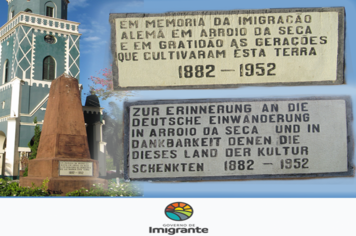 EM MEMORIA DA IMIGRAÇÃO
ALEMÃ EM ARROIO DA SECA
E EM GRATIDÃO ÀS GERAÇÕES
QUE CULTIVARAM ESTA TERRA
1882 — 1952
ZUR ERINNERUNG AN DIE
DEUTSCHE EINWANDERUNG
IN ARROIO DA SECA UND IN
DANKBARKEIT DENEN DIE
DIESES LAND DER KULTUR
SCHENKTEN 1882 — 1952
GOVERNO DE
Imigrante